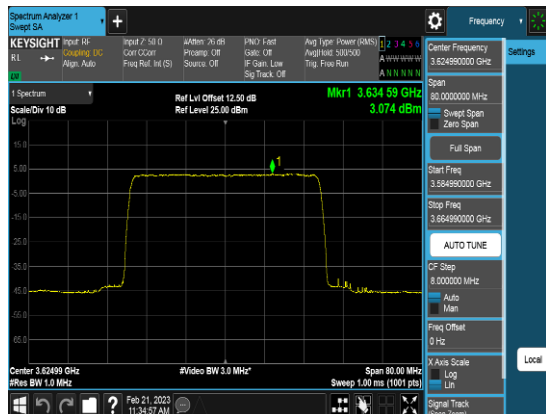 Spectrum Analyzer 1
Swept SA
Frequency
KEYSIGHT
Input: RF
Coupling: DC
Align: Auto
Input Z: 50 Ω
Corr CCorr
Freq Ref: Int (S)
#Atten: 26 dB
Preamp: Off
Source: Off
PNO: Fast
Gate: Off
IF Gain: Low
Sig Track: Off
Avg Type: Power (RMS)
Avg|Hold: 500/500
Trig: Free Run
1 2 3 4 5 6
A W W W W W
A N N N N N
RL
LV
1 Spectrum
Scale/Div 10 dB
Log
Ref Lvl Offset 12.50 dB
Ref Level 25.00 dBm
Mkr1 3.634 59 GHz
3.074 dBm
1
15.0
5.00
-5.00
-15.0
-25.0
-35.0
-45.0
-55.0
-65.0
Center 3.62499 GHz
#Res BW 1.0 MHz
#Video BW 3.0 MHz*
Span 80.00 MHz
Sweep 1.00 ms (1001 pts)
Feb 21, 2023
11:34:57 AM
Center Frequency
3.624990000 GHz
Settings
Span
80.0000000 MHz
Swept Span
Zero Span
Full Span
Start Freq
3.584990000 GHz
Stop Freq
3.664990000 GHz
AUTO TUNE
CF Step
8.000000 MHz
Auto
Man
Freq Offset
0 Hz
X Axis Scale
Log
Lin
Local
Signal Track
(Span Zoom)